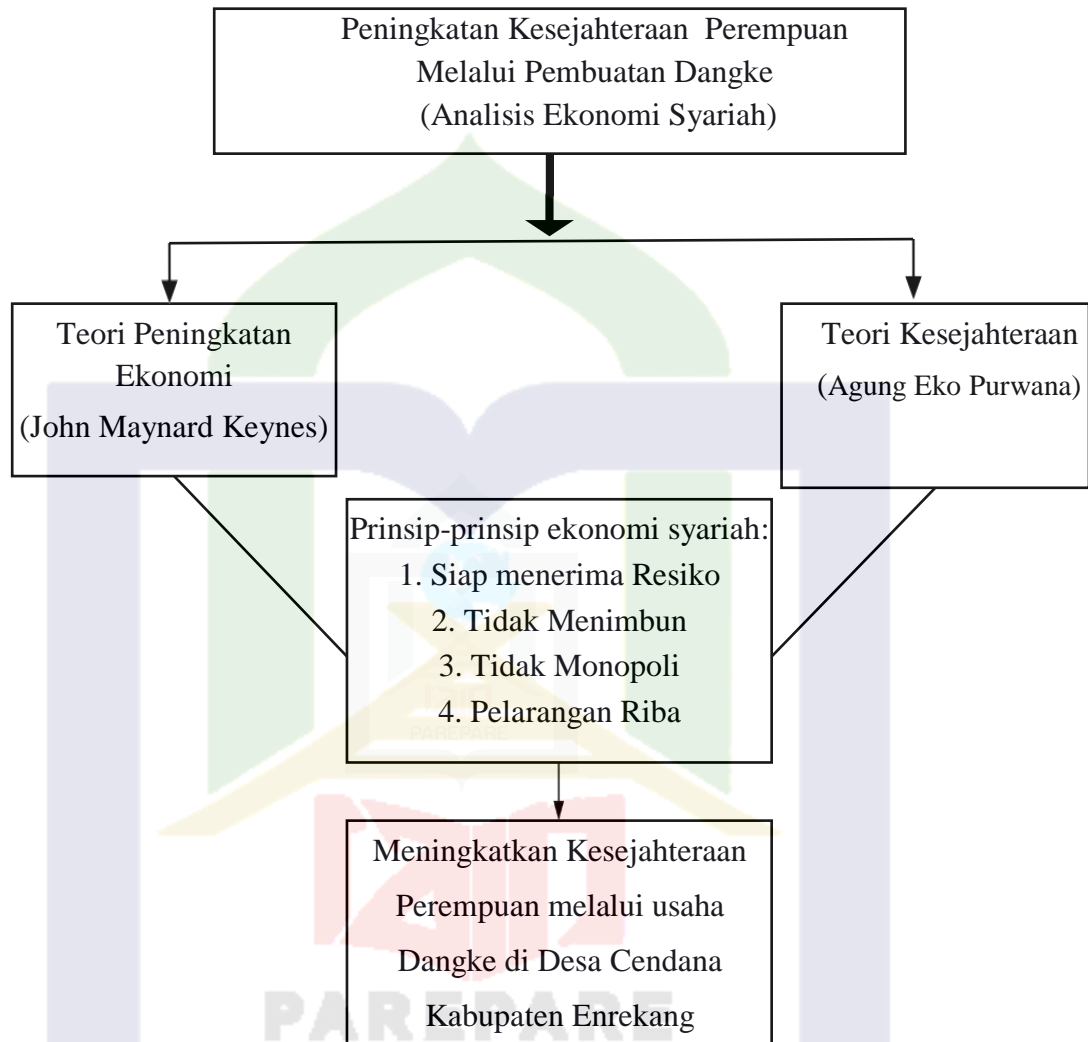 Peningkatan Kesejahteraan Perempuan
Melalui Pembuatan Dangke
(Analisis Ekonomi Syariah)
Teori Peningkatan
Ekonomi
(John Maynard Keynes)
Teori Kesejahteraan
(Agung Eko Purwana)
Prinsip-prinsip ekonomi syariah:
1. Siap menerima Resiko
2. Tidak Menimbun
3. Tidak Monopoli
4. Pelarangan Riba
PAREPARE
Meningkatkan Kesejahteraan
Perempuan melalui usaha
Dangke di Desa Cendana
Kabupaten Enrekang
PAREPARE